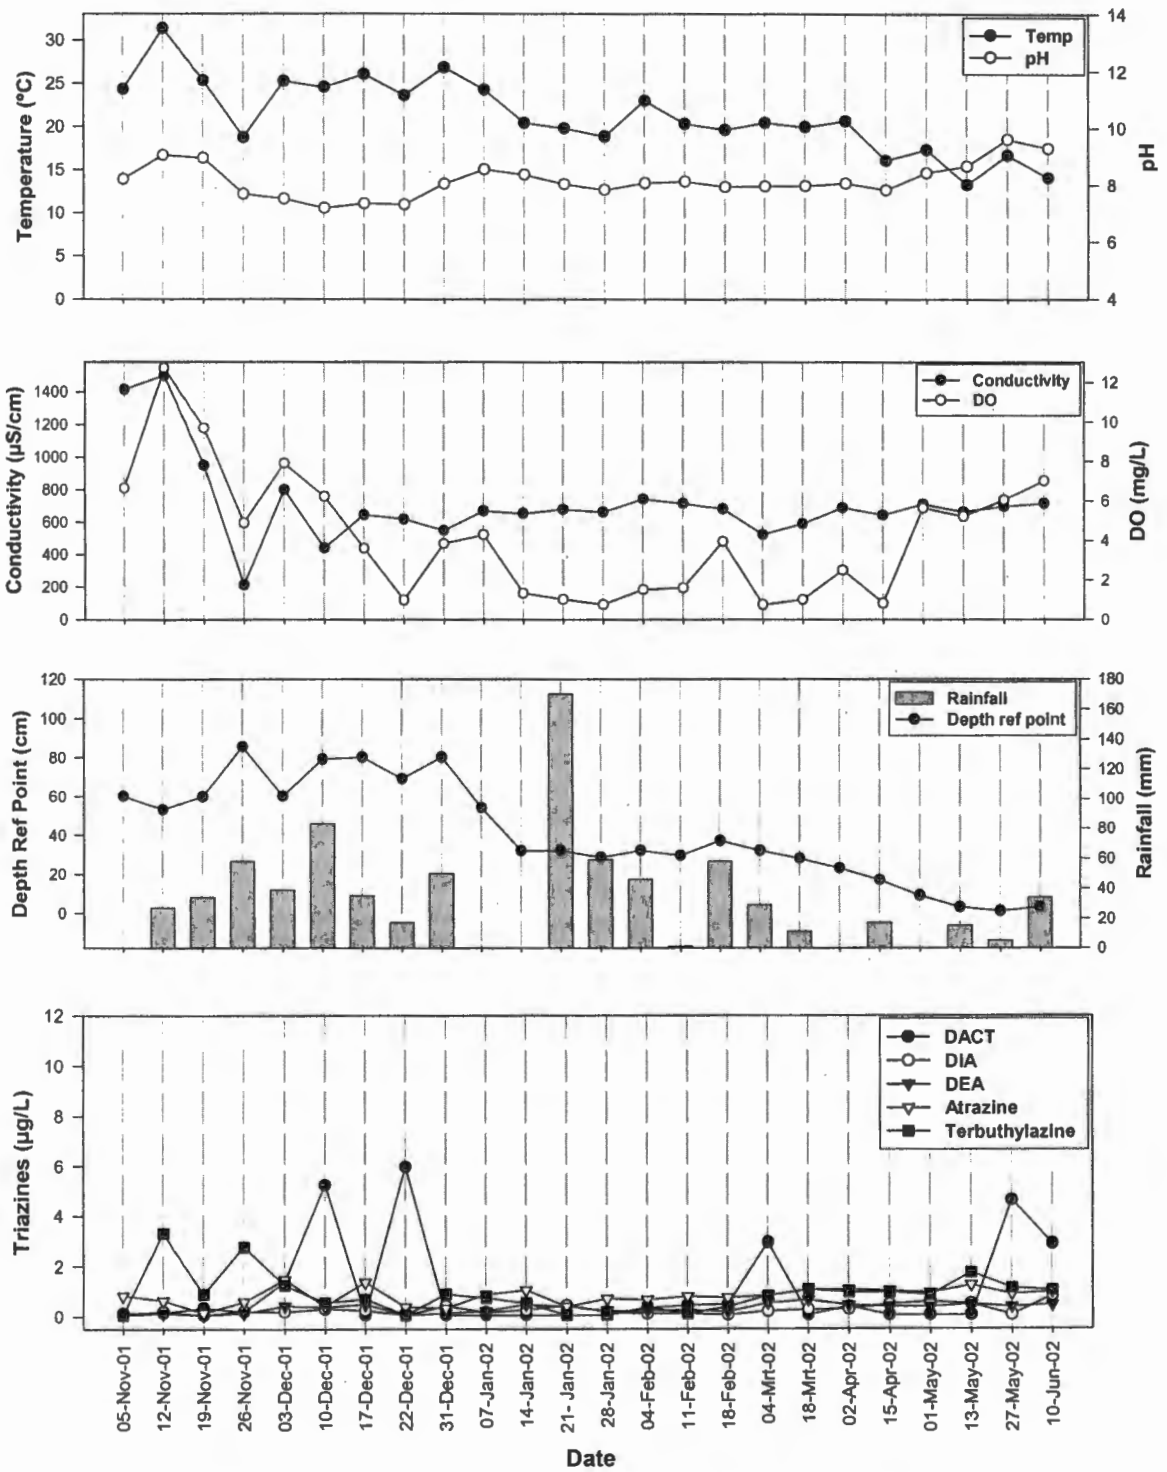 30
25
20
15
10
5
0
Temperature (°C)
Temp
pH
14
12
10
8
6
4
pH
1400
1200
1000
800
600
400
200
0
Conductivity (µS/cm)
Conductivity
DO
12
10
8
6
4
2
0
DO (mg/L)
120
100
80
60
40
20
0
Depth Ref Point (cm)
Rainfall
Depth ref point
180
160
140
120
100
80
60
40
20
0
Rainfall (mm)
12
10
8
6
4
2
0
Triazines (µg/L)
DACT
DIA
DEA
Atrazine
Terbuthylazine
05-Nov-01
12-Nov-01
19-Nov-01
26-Nov-01
03-Dec-01
10-Dec-01
17-Dec-01
22-Dec-01
31-Dec-01
07-Jan-02
14-Jan-02
21- Jan-02
28-Jan-02
04-Feb-02
11-Feb-02
18-Feb-02
04-Mrt-02
18-Mrt-02
02-Apr-02
15-Apr-02
01-May-02
13-May-02
27-May-02
10-Jun-02
Date